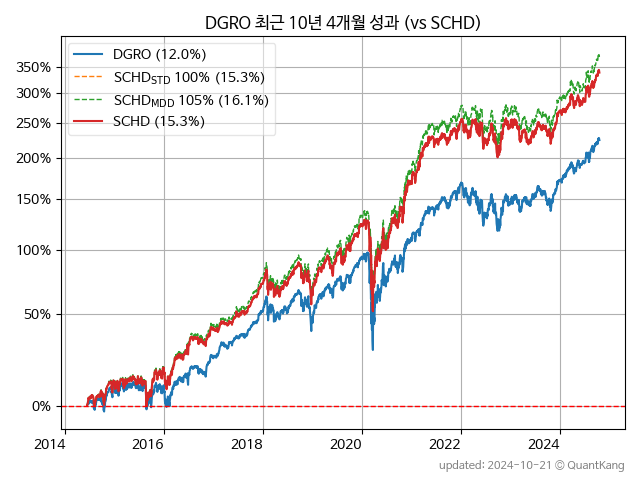 DGRO 최근 10년 4개월 성과 (vs SCHD)
DGRO (12.0%)
SCHD_STD 100% (15.3%)
SCHD_MDD 105% (16.1%)
SCHD (15.3%)
350%
300%
250%
200%
150%
100%
50%
0%
2014 2016 2018 2020 2022 2024
updated: 2024-10-21 © QuantKang